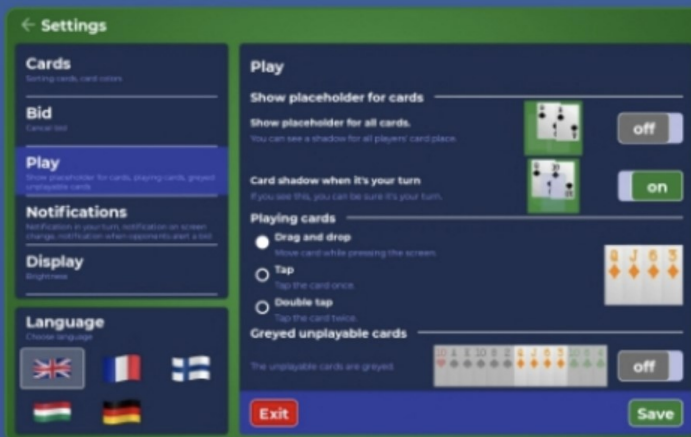 Settings
Cards
Sorting cards, card colors
Bid
Cancel bid
Play
Show placeholder for cards, playing cards, greyed
unplayable cards
Notifications
Notification in your turn, notification on screen
change, notification when opponents alert a bid
Display
Brightness
Language
Choose language
Play
Show placeholder for cards
Show placeholder for all cards.
You can see a shadow for all players' card place.
off
Card shadow when it's your turn
If you see this, you can be sure it's your turn.
on
Playing cards
Drag and drop
Move card while pressing the screen.
Tap
Tap the card once.
Double tap
Tap the card twice.
Q J 6 3
Greyed unplayable cards
The unplayable cards are greyed.
off
Exit
Save